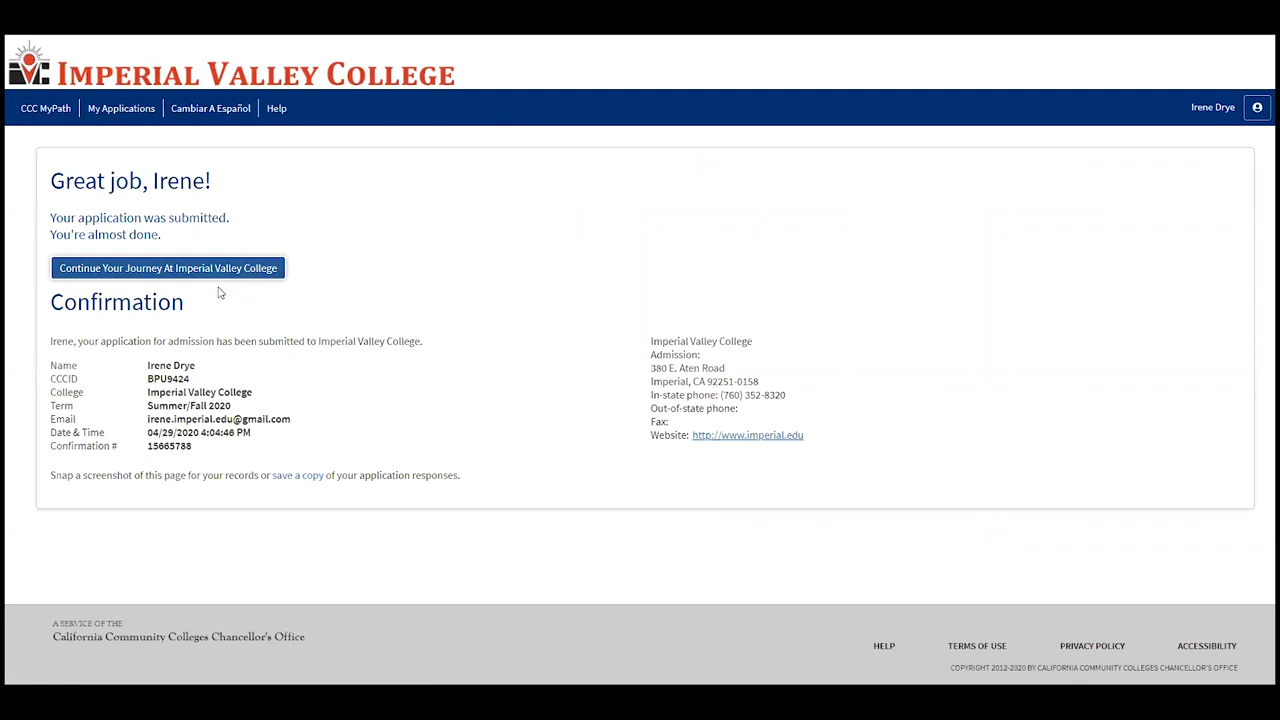 IMPERIAL VALLEY COLLEGE
CCC MyPath
My Applications
Cambiar A Español
Help
Irene Drye
Great job, Irene!
Your application was submitted.
You're almost done.
Continue Your Journey At Imperial Valley College
Confirmation
Irene, your application for admission has been submitted to Imperial Valley College.
Name Irene Drye
CCCID BPU9424
College Imperial Valley College
Term Summer/Fall 2020
Email irene.imperial.edu@gmail.com
Date & Time 04/29/2020 4:04:46 PM
Confirmation # 15665788
Imperial Valley College
Admission:
380 E. Aten Road
Imperial, CA 92251-0158
In-state phone: (760) 352-8320
Out-of-state phone:
Fax:
Website: http://www.imperial.edu
Snap a screenshot of this page for your records or save a copy of your application responses.
A SERVICE OF THE
California Community Colleges Chancellor's Office
HELP
TERMS OF USE
PRIVACY POLICY
ACCESSIBILITY
COPYRIGHT 2012-2020 BY CALIFORNIA COMMUNITY COLLEGES CHANCELLOR'S OFFICE